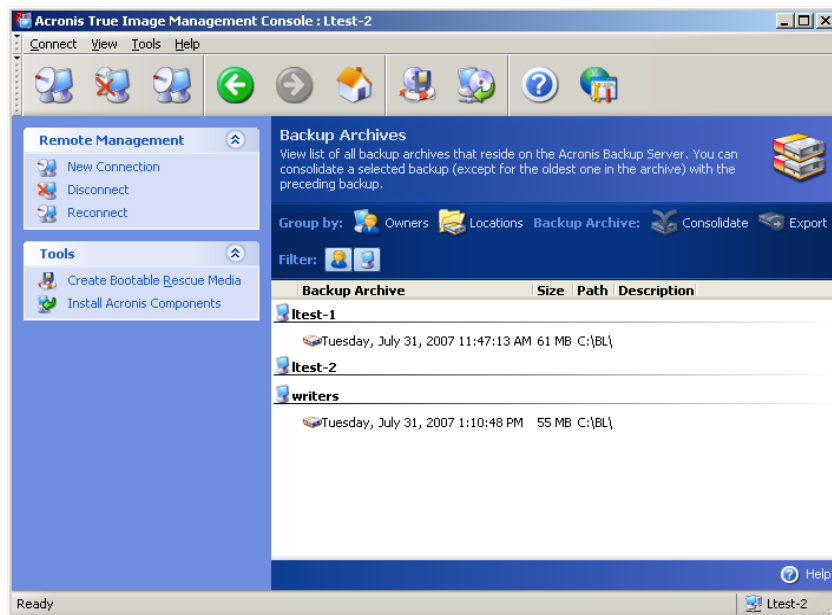 Acronis True Image Management Console : Ltest-2
Connect View Tools Help
Remote Management
New Connection
Disconnect
Reconnect
Tools
Create Bootable Rescue Media
Install Acronis Components
Backup Archives
View list of all backup archives that reside on the Acronis Backup Server. You can
consolidate a selected backup (except for the oldest one in the archive) with the
preceding backup.
Group by: Owners Locations Backup Archive: Consolidate Export
Filter:
Backup Archive Size Path Description
ltest-1
Tuesday, July 31, 2007 11:47:13 AM 61 MB C:\BL\
ltest-2
writers
Tuesday, July 31, 2007 1:10:48 PM 55 MB C:\BL\
Help
Ready Ltest-2